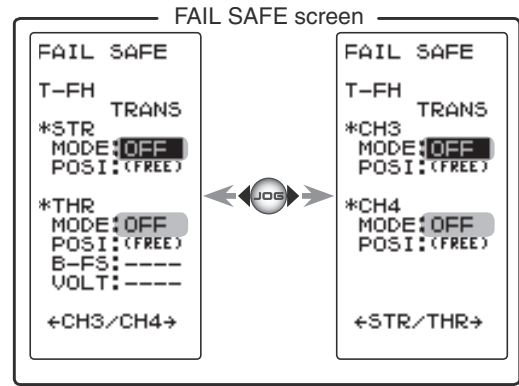 FAIL SAFE screen
FAIL SAFE
T-FH
TRANS
*STR
MODE:OFF
POSI:(FREE)
*THR
MODE:OFF
POSI:(FREE)
B-FS:----
VOLT:----
←CH3/CH4→
JOG
FAIL SAFE
T-FH
TRANS
*CH3
MODE:OFF
POSI:(FREE)
*CH4
MODE:OFF
POSI:(FREE)
←STR/THR→